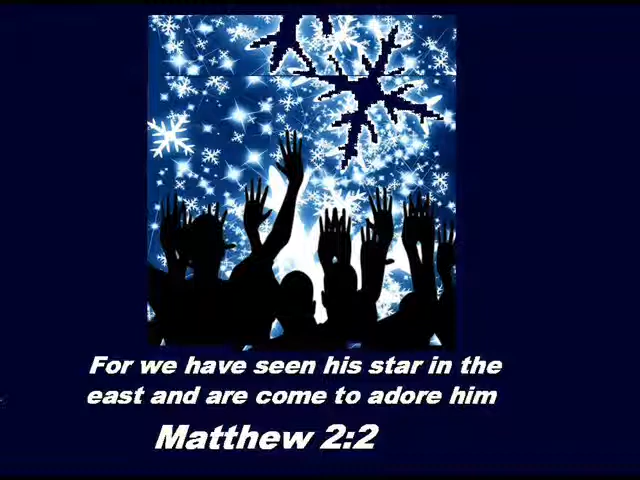 For we have seen his star in the
east and are come to adore him
Matthew 2:2